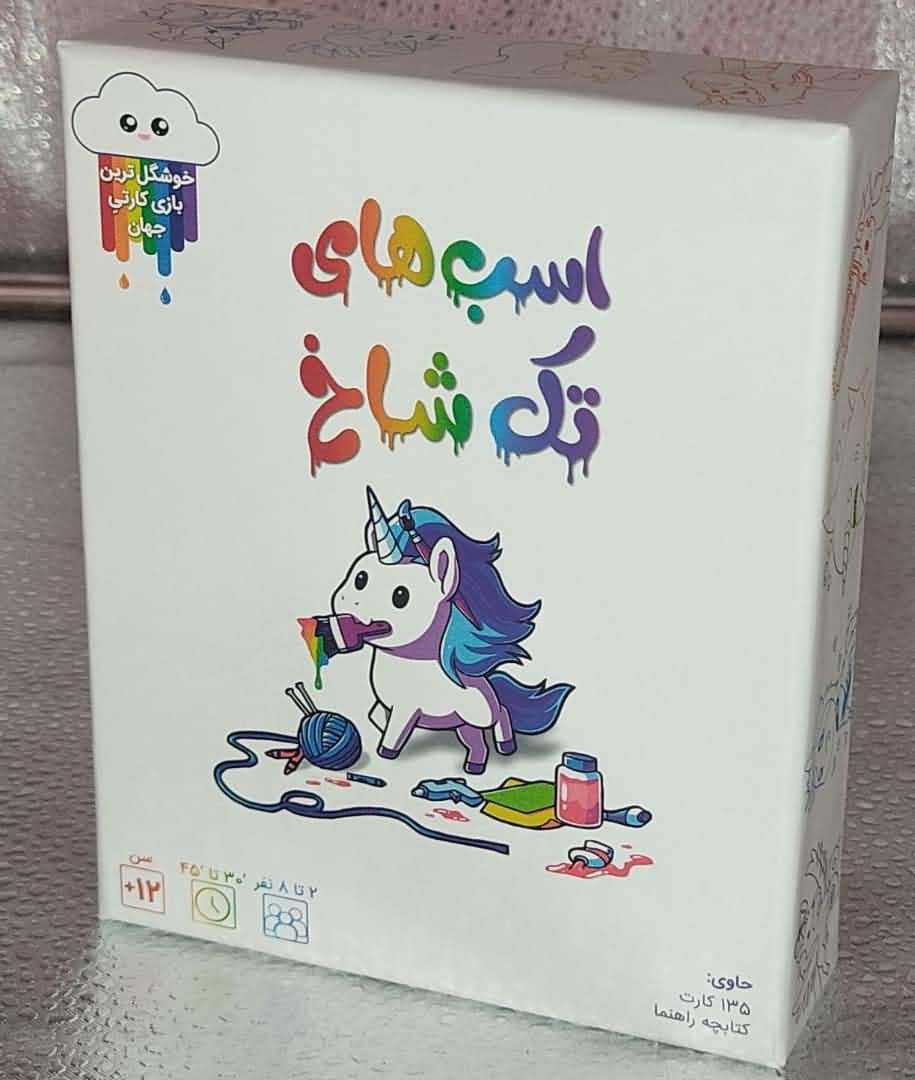 خوشگل ترین
بازی کارتی
جهان
اسب های
تک شاخ
سن
+۱۲
۳۰' تا ۴۵'
۲ تا ۸ نفر
حاوی:
۱۳۵ کارت
کتابچه راهنما